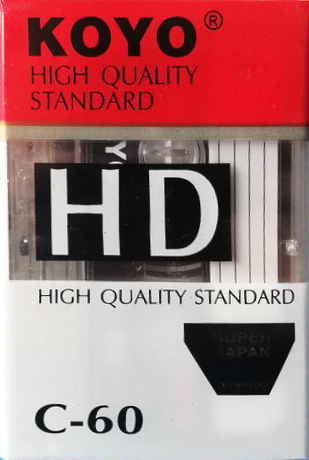 KOYO®
HIGH QUALITY
STANDARD
HD
HIGH QUALITY STANDARD
SUPER
JAPAN
C-60